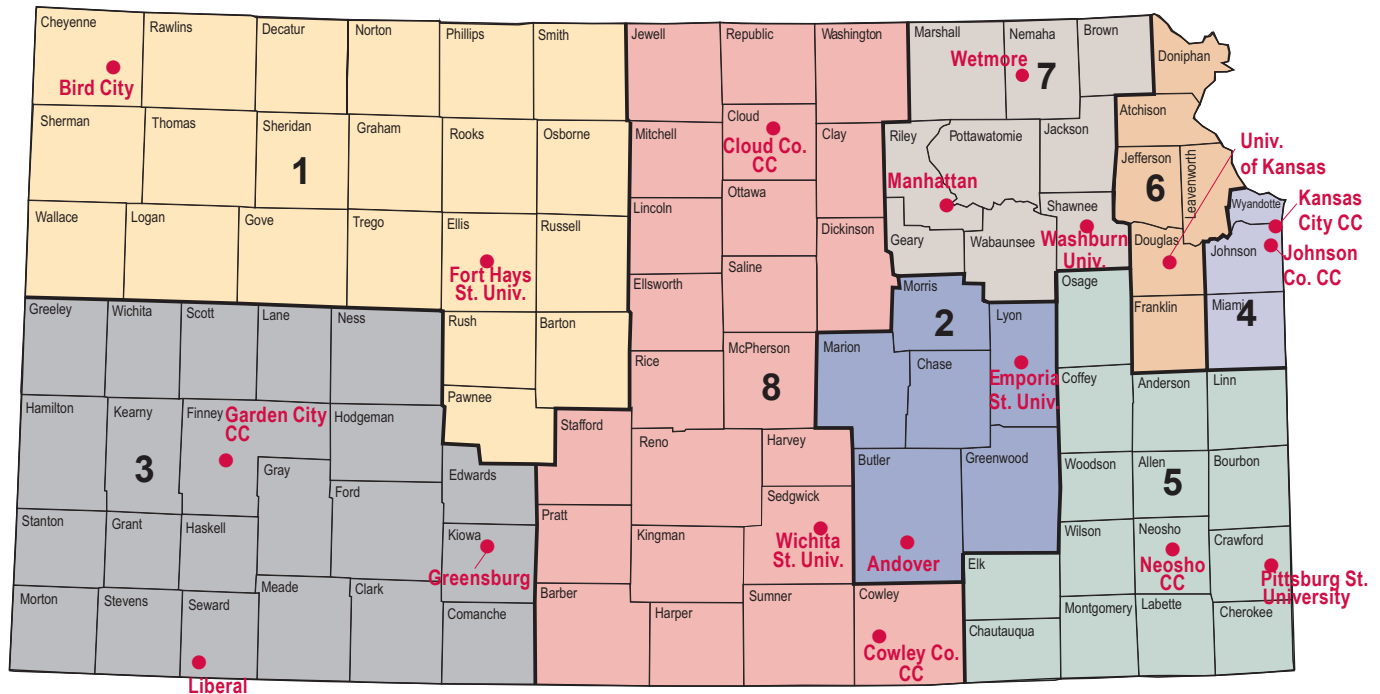 Cheyenne
Rawlins
Decatur
Norton
Phillips
Smith
Jewell
Republic
Washington
Marshall
Nemaha
Brown
Doniphan
Bird City
Wetmore
7
Sherman
Thomas
Sheridan
Graham
Rooks
Osborne
Mitchell
Cloud
Cloud Co.
CC
Clay
Riley
Pottawatomie
Jackson
Atchison
Jefferson
Leavenworth
Univ.
of Kansas
1
6
Manhattan
Wallace
Logan
Gove
Trego
Ellis
Russell
Lincoln
Ottawa
Dickinson
Geary
Wabaunsee
Shawnee
Washburn
Univ.
Douglas
Wyandotte
Kansas
City CC
Johnson
Johnson
Co. CC
Fort Hays
St. Univ.
Ellsworth
Saline
Morris
Osage
Franklin
Miami
4
Greeley
Wichita
Scott
Lane
Ness
Rush
Barton
2
Lyon
Rice
McPherson
Marion
Chase
Emporia
St. Univ.
Coffey
Anderson
Linn
8
Hamilton
Kearny
Finney
Garden City
CC
Hodgeman
Pawnee
Stafford
Reno
Harvey
Butler
Greenwood
Woodson
Allen
Bourbon
3
Gray
Ford
Edwards
5
Stanton
Grant
Haskell
Kiowa
Greensburg
Pratt
Kingman
Sedgwick
Wichita
St. Univ.
Andover
Elk
Wilson
Neosho
Neosho
CC
Crawford
Pittsburg St.
University
Morton
Stevens
Seward
Meade
Clark
Comanche
Barber
Harper
Sumner
Cowley
Cowley Co.
CC
Chautauqua
Montgomery
Labette
Cherokee
Liberal